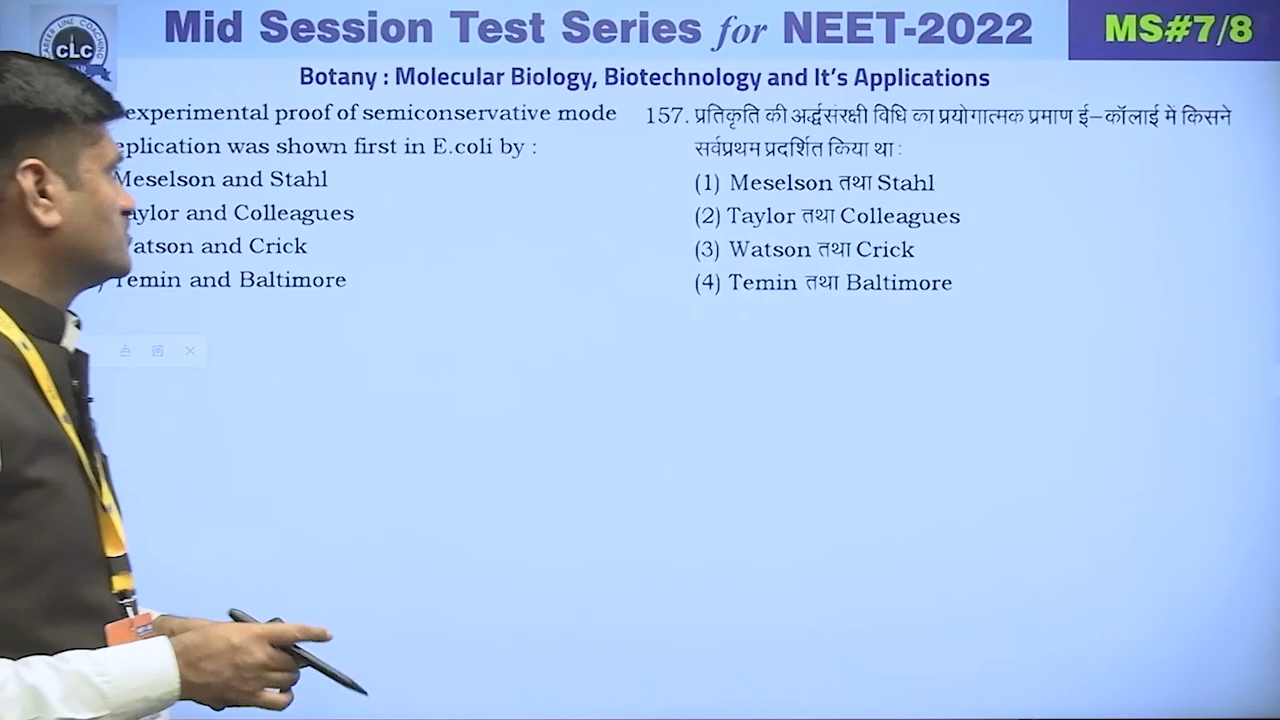 Mid Session Test Series for NEET-2022
MS#7/8
CLC
Botany : Molecular Biology, Biotechnology and It's Applications
experimental proof of semiconservative mode
eplication was shown first in E.coli by :
Meselson and Stahl
aylor and Colleagues
Watson and Crick
Temin and Baltimore
157. प्रतिकृति की अर्द्धसंरक्षी विधि का प्रयोगात्मक प्रमाण ई–कॉलाई में किसने
सर्वप्रथम प्रदर्शित किया था :
(1) Meselson तथा Stahl
(2) Taylor तथा Colleagues
(3) Watson तथा Crick
(4) Temin तथा Baltimore